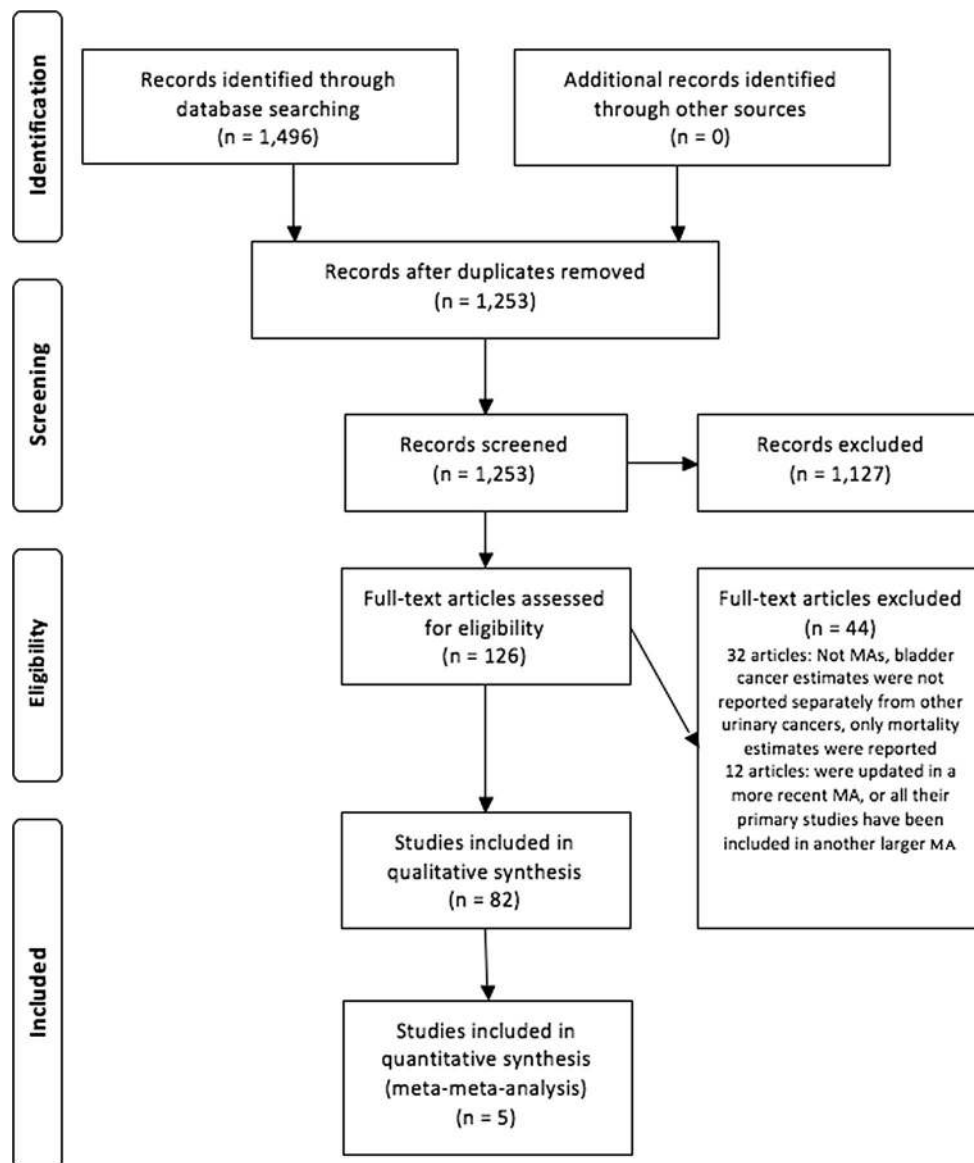 Identification
Records identified through
database searching
(n = 1,496)
Additional records identified
through other sources
(n = 0)
Records after duplicates removed
(n = 1,253)
Screening
Records screened
(n = 1,253)
Records excluded
(n = 1,127)
Eligibility
Full-text articles assessed
for eligibility
(n = 126)
Full-text articles excluded
(n = 44)
32 articles: Not MAs, bladder
cancer estimates were not
reported separately from other
urinary cancers, only mortality
estimates were reported
12 articles: were updated in a
more recent MA, or all their
primary studies have been
included in another larger MA
Included
Studies included in
qualitative synthesis
(n = 82)
Studies included in
quantitative synthesis
(meta-meta-analysis)
(n = 5)